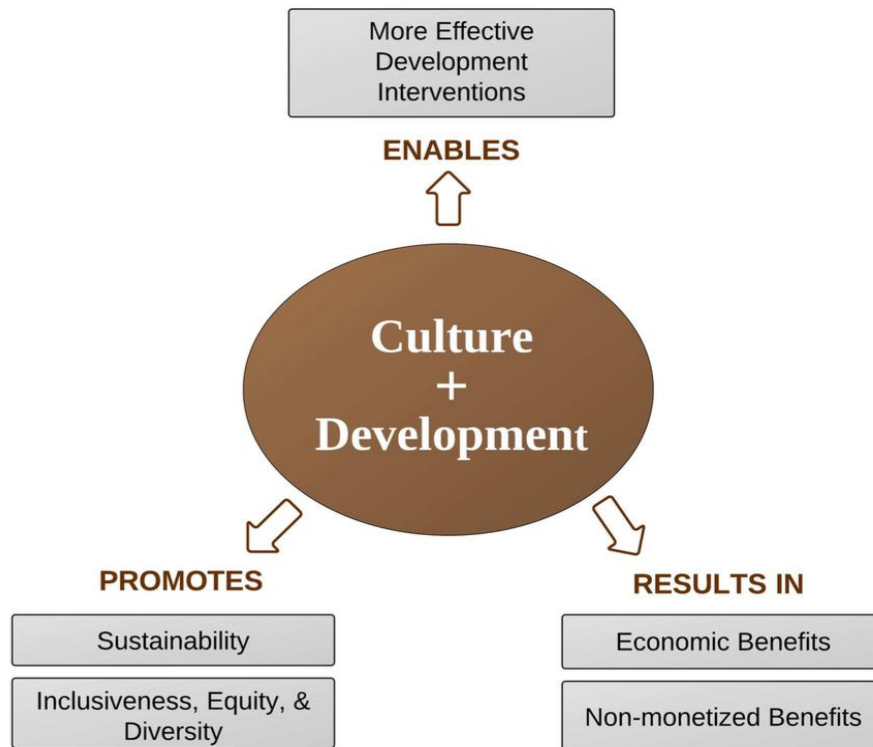 More Effective
Development
Interventions
ENABLES
Culture
+
Development
PROMOTES
Sustainability
Inclusiveness, Equity, &
Diversity
RESULTS IN
Economic Benefits
Non-monetized Benefits